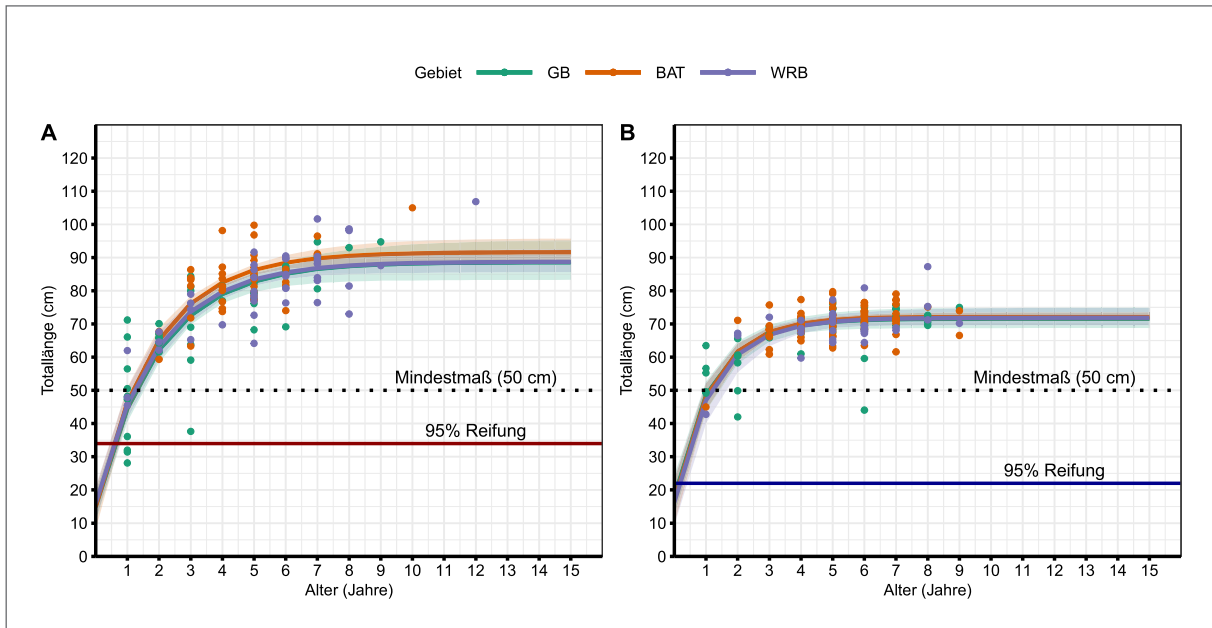 Gebiet GB BAT WRB
A
120
110
100
90
80
70
60
50
40
30
20
10
0
Totallänge (cm)
Mindestmaß (50 cm)
95% Reifung
1 2 3 4 5 6 7 8 9 10 11 12 13 14 15
Alter (Jahre)
B
120
110
100
90
80
70
60
50
40
30
20
10
0
Totallänge (cm)
Mindestmaß (50 cm)
95% Reifung
1 2 3 4 5 6 7 8 9 10 11 12 13 14 15
Alter (Jahre)